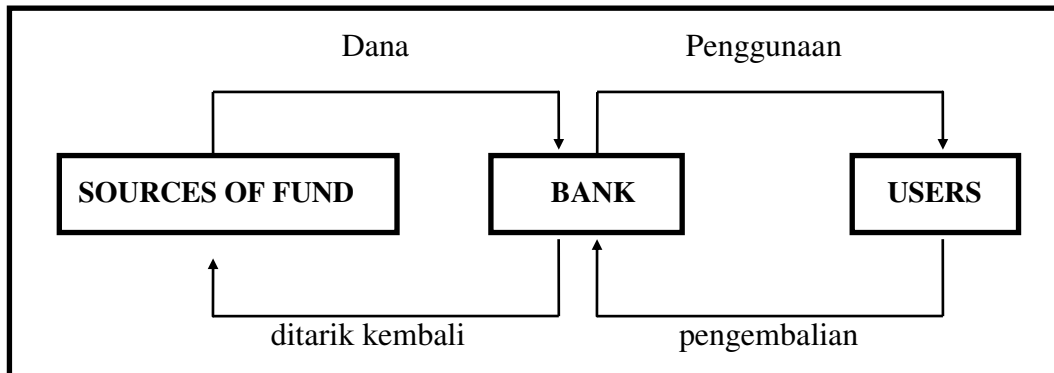 Dana Penggunaan
SOURCES OF FUND BANK USERS
ditarik kembali pengembalian